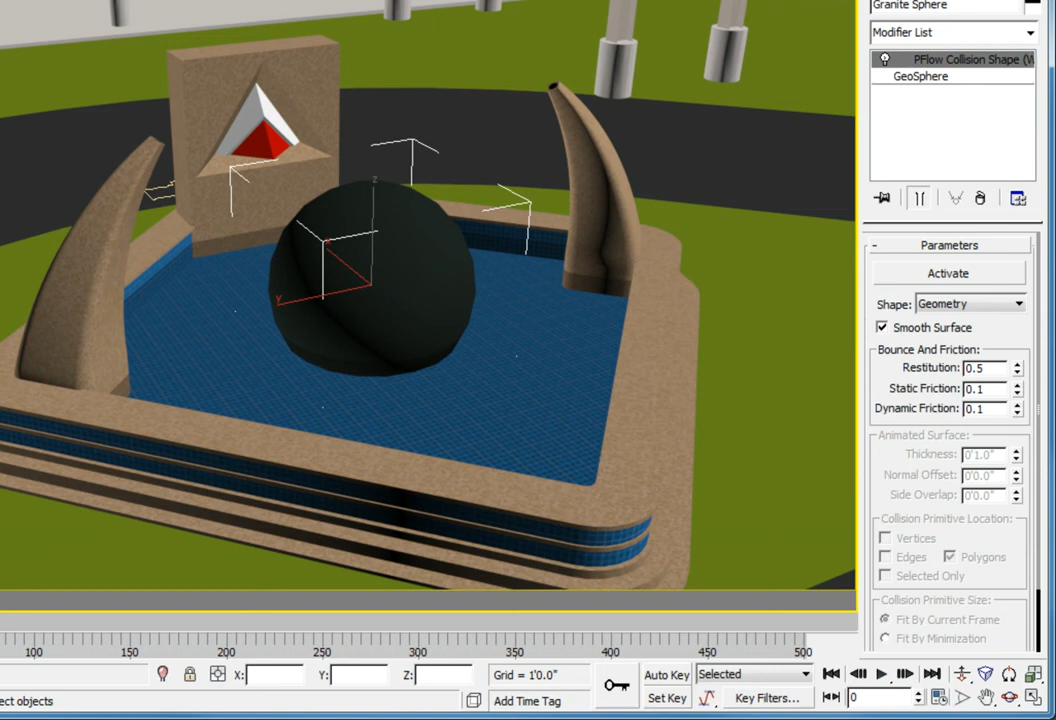 Granite Sphere
Modifier List
PFlow Collision Shape (W
GeoSphere
- Parameters
Activate
Shape: Geometry
Smooth Surface
Bounce And Friction:
Restitution: 0.5
Static Friction: 0.1
Dynamic Friction: 0.1
Animated Surface:
Thickness: 0'1.0"
Normal Offset: 0'0.0"
Side Overlap: 0'0.0"
Collision Primitive Location:
Vertices
Edges Polygons
Selected Only
Collision Primitive Size:
Fit By Current Frame
Fit By Minimization
z
x
y
100 150 200 250 300 350 400 450 500
X: Y: Z: Grid = 1'0.0" Auto Key Selected
ect objects Add Time Tag Set Key Key Filters... 0